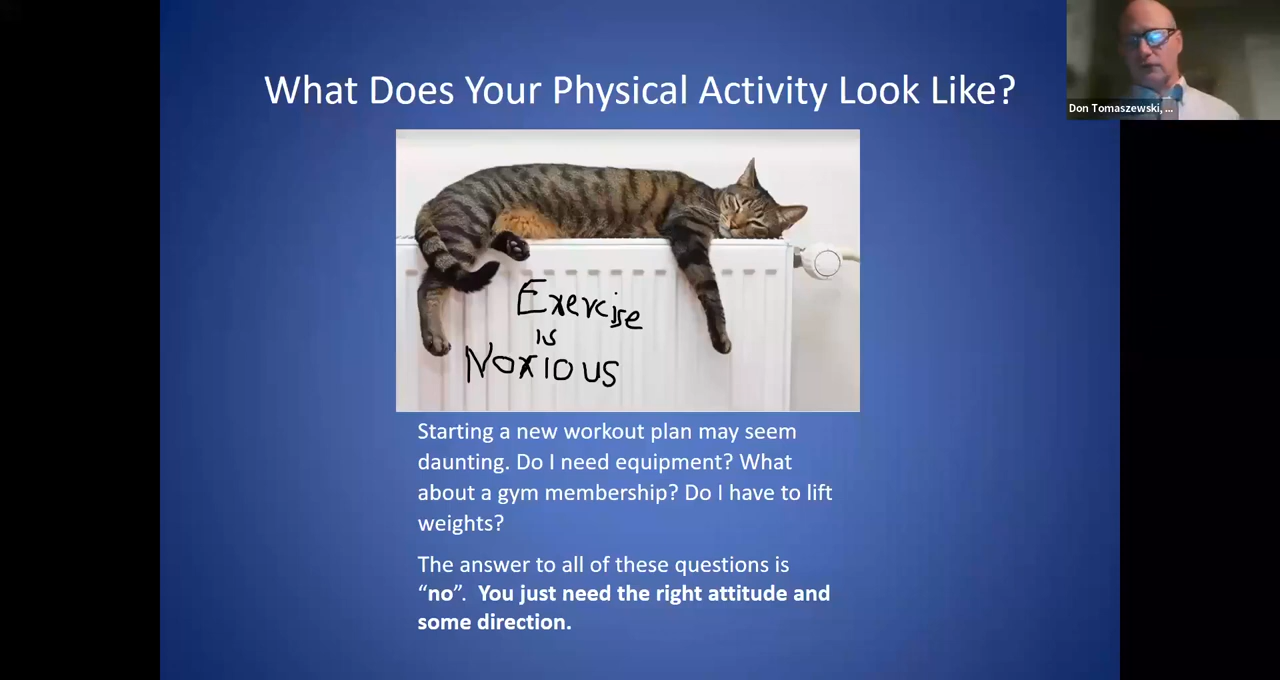 What Does Your Physical Activity Look Like?
Don Tomaszewski, ...
Exercise
is
Noxious
Starting a new workout plan may seem
daunting. Do I need equipment? What
about a gym membership? Do I have to lift
weights?
The answer to all of these questions is
“no”. You just need the right attitude and
some direction.